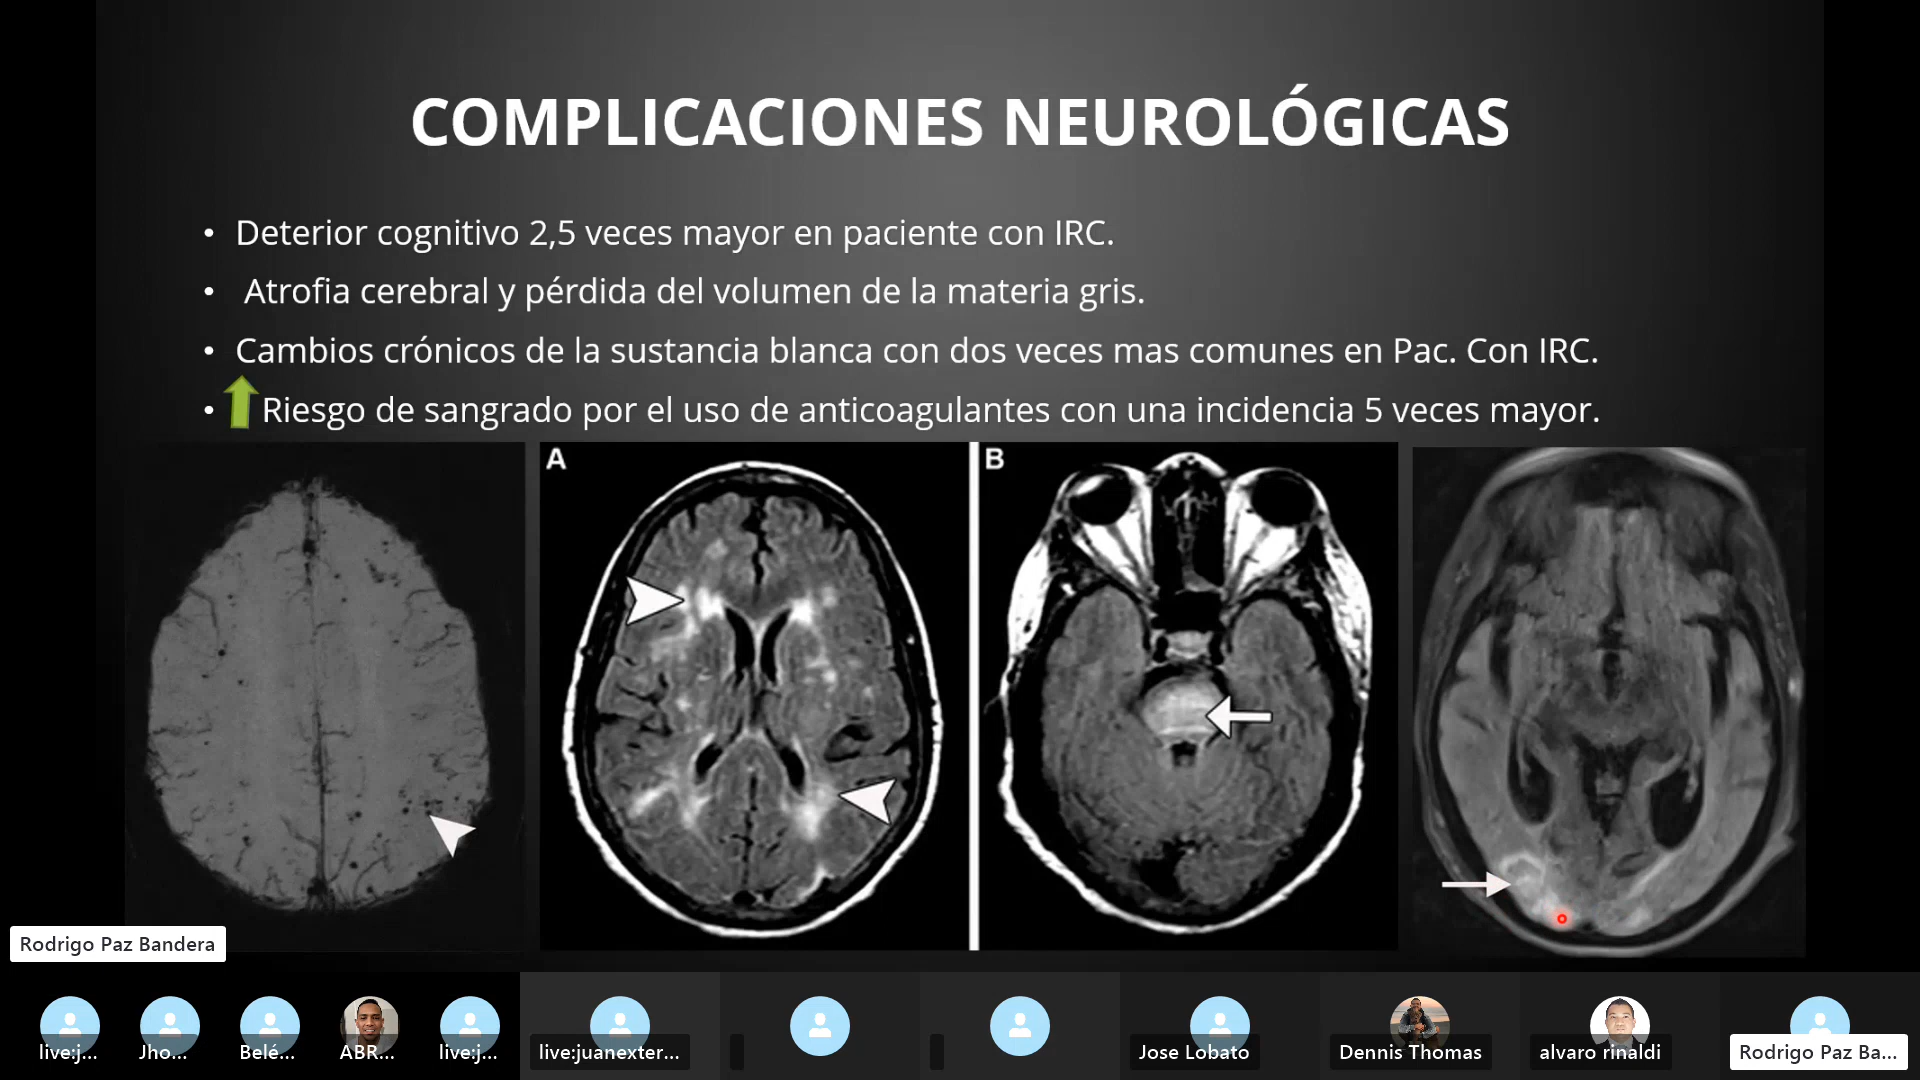 COMPLICACIONES NEUROLÓGICAS
• Deterior cognitivo 2,5 veces mayor en paciente con IRC.
• Atrofia cerebral y pérdida del volumen de la materia gris.
• Cambios crónicos de la sustancia blanca con dos veces mas comunes en Pac. Con IRC.
• Riesgo de sangrado por el uso de anticoagulantes con una incidencia 5 veces mayor.
A
B
Rodrigo Paz Bandera
live:j...
Jho...
Belé...
ABR...
live:j...
live:juanexter...
Jose Lobato
Dennis Thomas
alvaro rinaldi
Rodrigo Paz Ba...